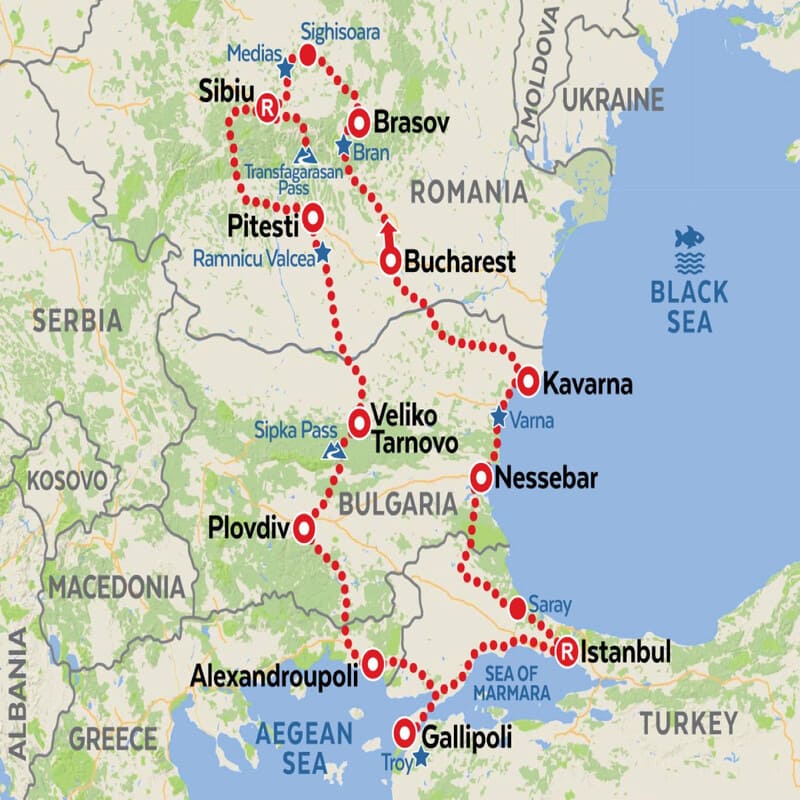 Sighisoara
MOLDOVA
Medias
UKRAINE
Sibiu
R
Brasov
Bran
Transfagarasan
Pass
ROMANIA
Pitesti
Ramnicu Valcea
Bucharest
BLACK
SEA
SERBIA
Kavarna
Veliko
Tarnovo
Varna
Sipka Pass
KOSOVO
Nessebar
BULGARIA
Plovdiv
MACEDONIA
Saray
R
Istanbul
ALBANIA
Alexandroupoli
SEA OF
MARMARA
GREECE
AEGEAN
SEA
Gallipoli
TURKEY
Troy